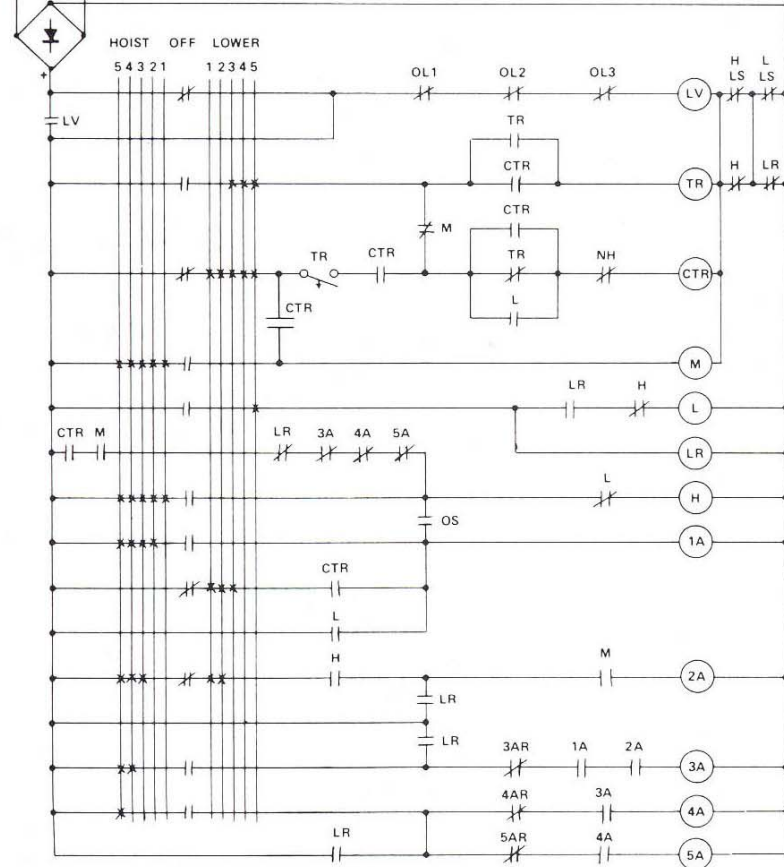 HOIST OFF LOWER
H L
LS LS
5 4 3 2 1 1 2 3 4 5
OL1 OL2 OL3
+
LV
LV
TR
CTR
TR
H LR
M
CTR
TR CTR
TR NH
CTR
CTR
L
M
LR H
L
CTR M
LR 3A 4A 5A
LR
L
H
OS
1A
CTR
L
H
M
2A
LR
LR
3AR 1A 2A
3A
4AR 3A
4A
LR
5AR 4A
5A